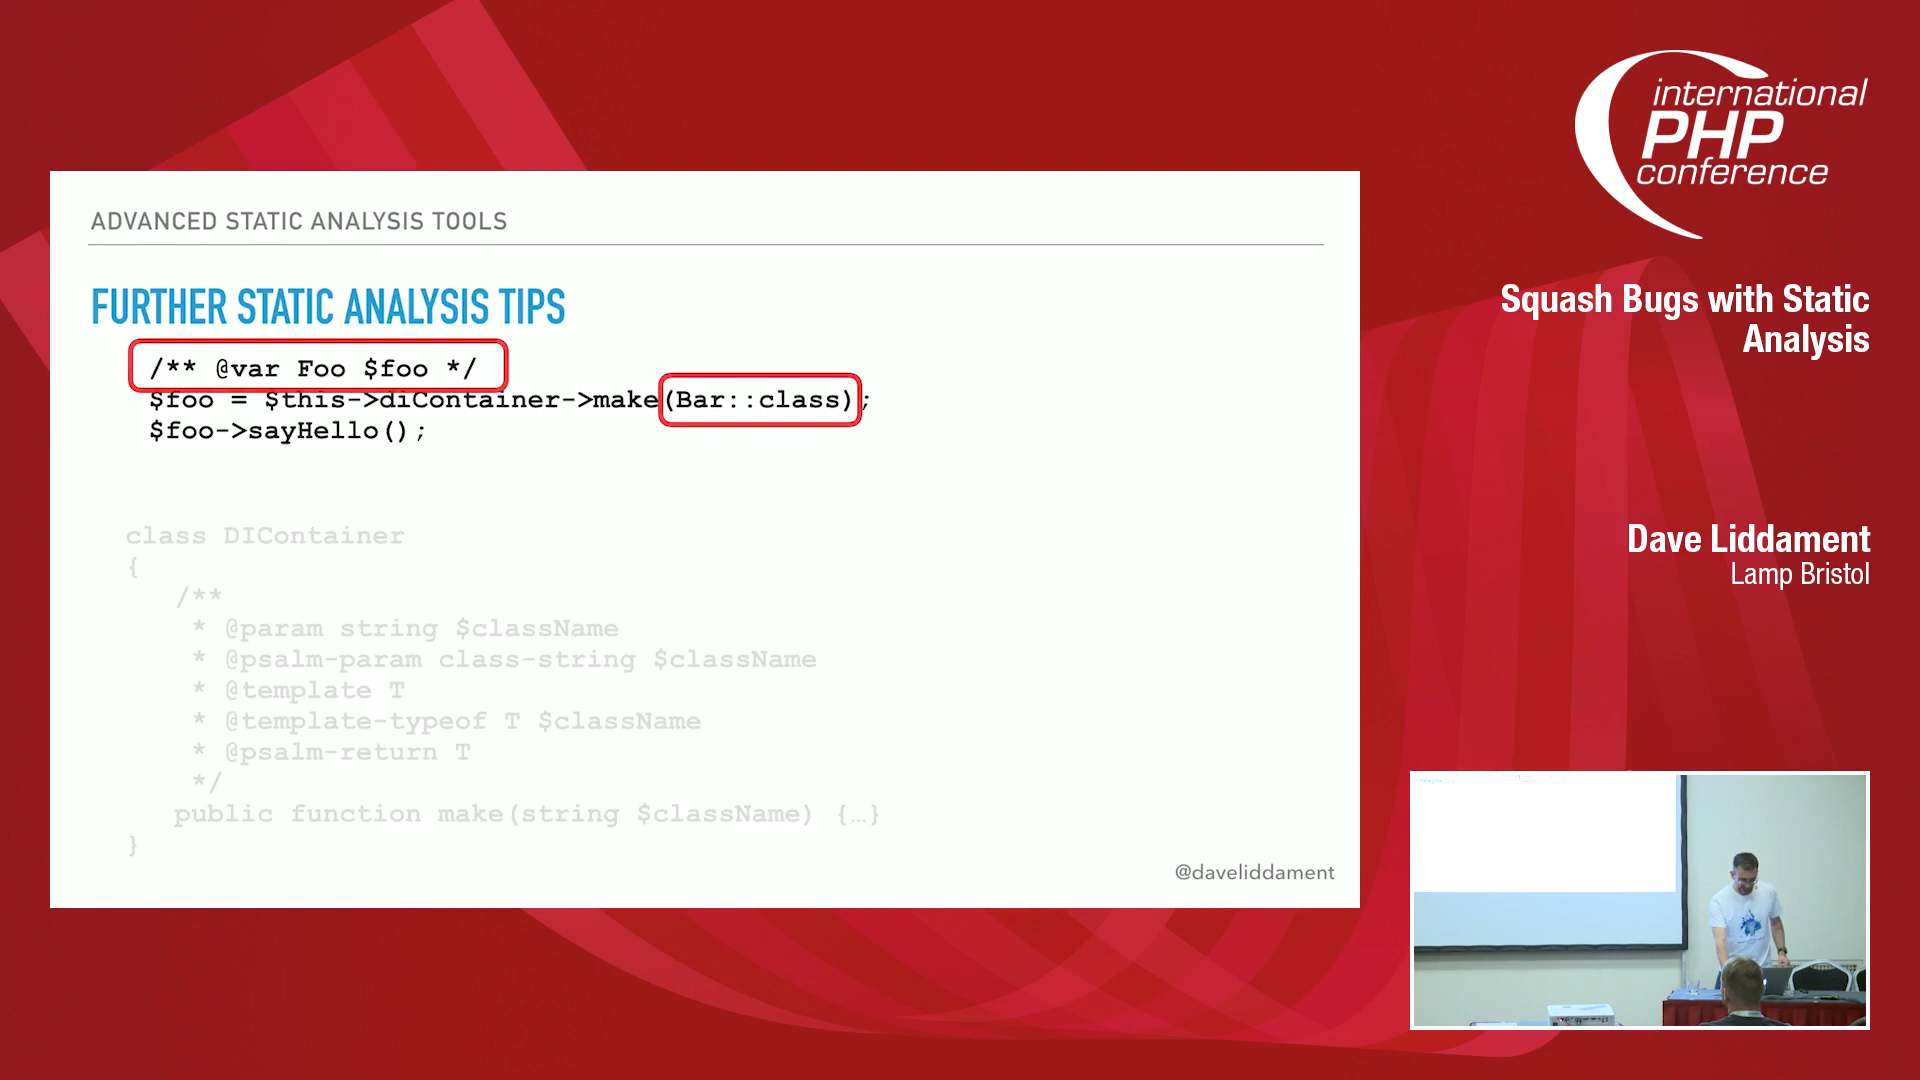 ADVANCED STATIC ANALYSIS TOOLS
FURTHER STATIC ANALYSIS TIPS
/** @var Foo $foo */
$foo = $this->diContainer->make(Bar::class);
$foo->sayHello();
class DIContainer
{
/**
* @param string $className
* @psalm-param class-string $className
* @template T
* @template-typeof T $className
* @psalm-return T
*/
public function make(string $className) {…}
}
@daveliddament
international
PHP
conference
Squash Bugs with Static
Analysis
Dave Liddament
Lamp Bristol